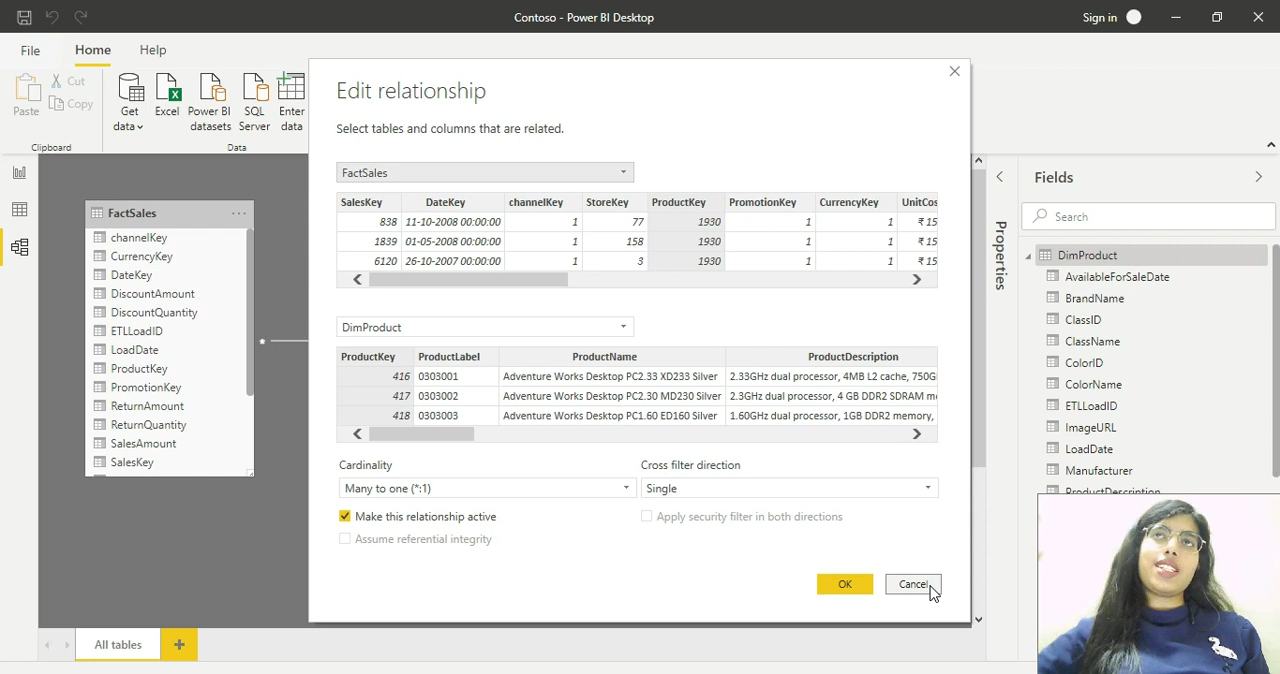 Contoso - Power BI Desktop
Sign in
File
Home
Help
Paste
Cut
Copy
Clipboard
Get data
Excel
Power BI datasets
SQL Server
Enter data
Data
Edit relationship
Select tables and columns that are related.
FactSales
SalesKey DateKey channelKey StoreKey ProductKey PromotionKey CurrencyKey UnitCos
838 11-10-2008 00:00:00 1 77 1930 1 1 ₹15
1839 01-05-2008 00:00:00 1 158 1930 1 1 ₹15
6120 26-10-2007 00:00:00 1 3 1930 1 1 ₹15
DimProduct
ProductKey ProductLabel ProductName ProductDescription
416 0303001 Adventure Works Desktop PC2.33 XD233 Silver 2.33GHz dual processor, 4MB L2 cache, 750G
417 0303002 Adventure Works Desktop PC2.30 MD230 Silver 2.3GHz dual processor, 4 GB DDR2 SDRAM m
418 0303003 Adventure Works Desktop PC1.60 ED160 Silver 1.60GHz dual processor, 1GB DDR2 memory,
Cardinality
Many to one (*:1)
Cross filter direction
Single
Make this relationship active
Apply security filter in both directions
Assume referential integrity
OK
Cancel
FactSales
channelKey
CurrencyKey
DateKey
DiscountAmount
DiscountQuantity
ETLLoadID
LoadDate
ProductKey
PromotionKey
ReturnAmount
ReturnQuantity
SalesAmount
SalesKey
*
Properties
Fields
Search
DimProduct
AvailableForSaleDate
BrandName
ClassID
ClassName
ColorID
ColorName
ETLLoadID
ImageURL
LoadDate
Manufacturer
ProductDescription
All tables